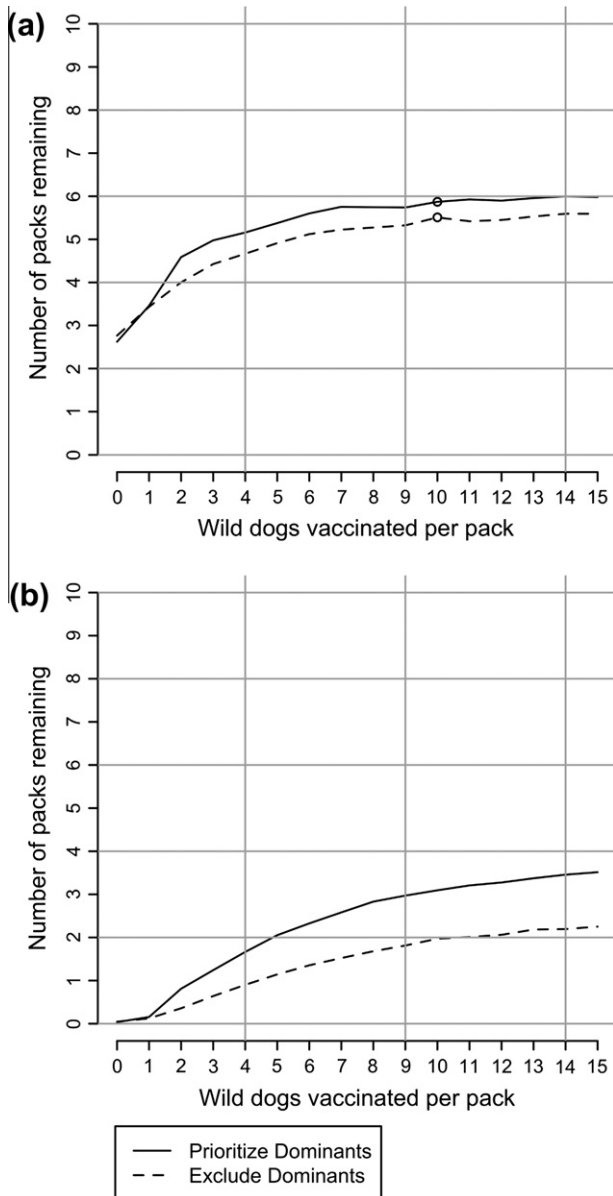 (a)
Number of packs remaining
10
9
8
7
6
5
4
3
2
1
0
0 1 2 3 4 5 6 7 8 9 10 11 12 13 14 15
Wild dogs vaccinated per pack
(b)
Number of packs remaining
10
9
8
7
6
5
4
3
2
1
0
0 1 2 3 4 5 6 7 8 9 10 11 12 13 14 15
Wild dogs vaccinated per pack
Prioritize Dominants
Exclude Dominants